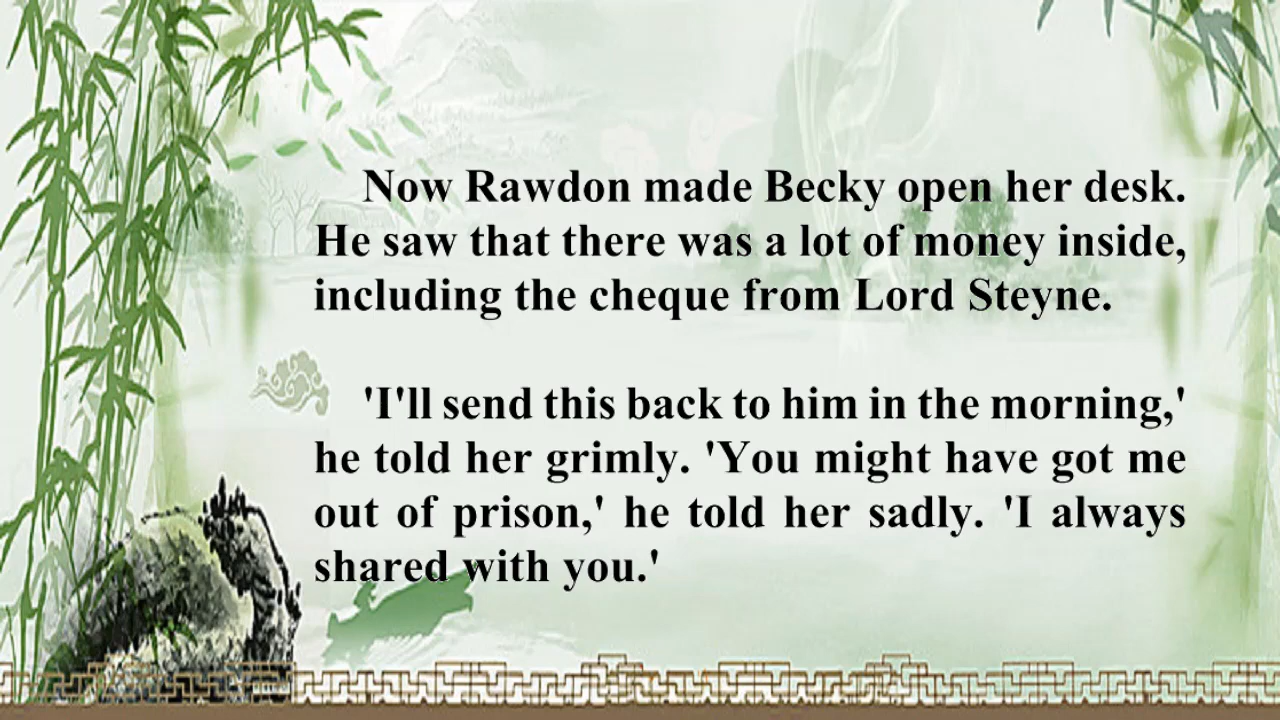 Now Rawdon made Becky open her desk.
He saw that there was a lot of money inside,
including the cheque from Lord Steyne.
'I'll send this back to him in the morning,'
he told her grimly. 'You might have got me
out of prison,' he told her sadly. 'I always
shared with you.'